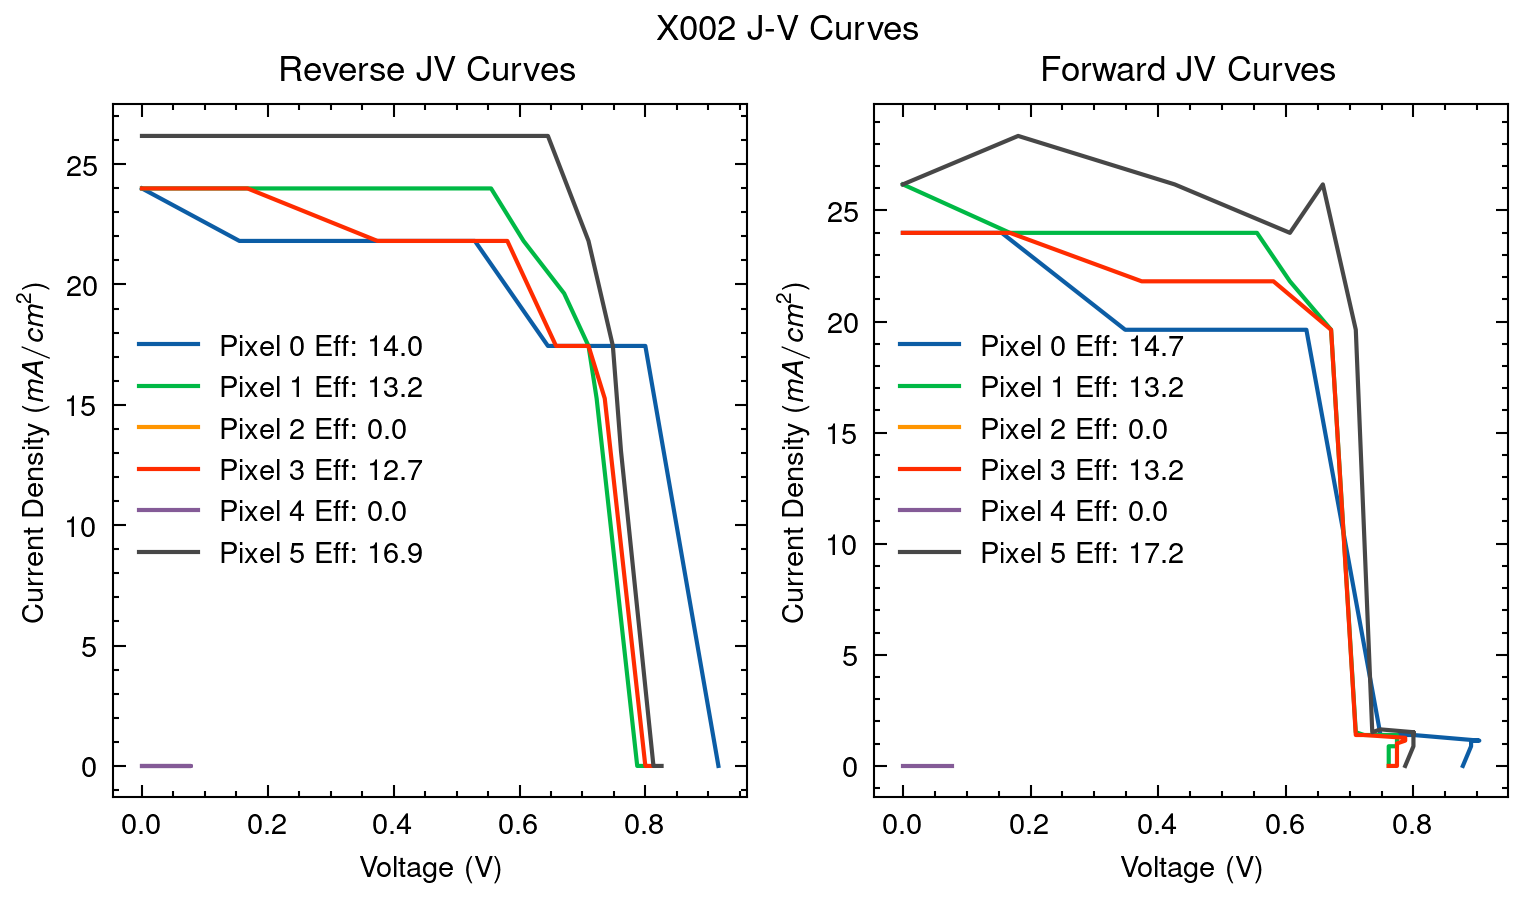 X002 J-V Curves
Reverse JV Curves
25
20
15
10
5
0
Current Density (mA/cm²)
Pixel 0 Eff: 14.0
Pixel 1 Eff: 13.2
Pixel 2 Eff: 0.0
Pixel 3 Eff: 12.7
Pixel 4 Eff: 0.0
Pixel 5 Eff: 16.9
0.0 0.2 0.4 0.6 0.8
Voltage (V)
Forward JV Curves
25
20
15
10
5
0
Current Density (mA/cm²)
Pixel 0 Eff: 14.7
Pixel 1 Eff: 13.2
Pixel 2 Eff: 0.0
Pixel 3 Eff: 13.2
Pixel 4 Eff: 0.0
Pixel 5 Eff: 17.2
0.0 0.2 0.4 0.6 0.8
Voltage (V)